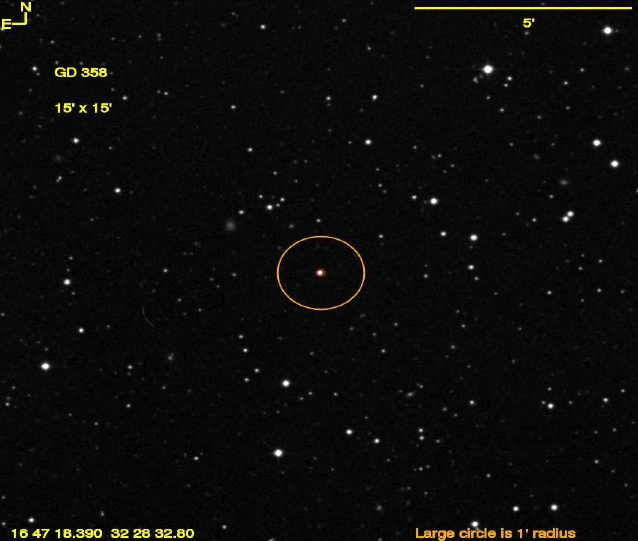 N
E
5'
GD 358
15' x 15'
16 47 18.390 32 28 32.80
Large circle is 1' radius